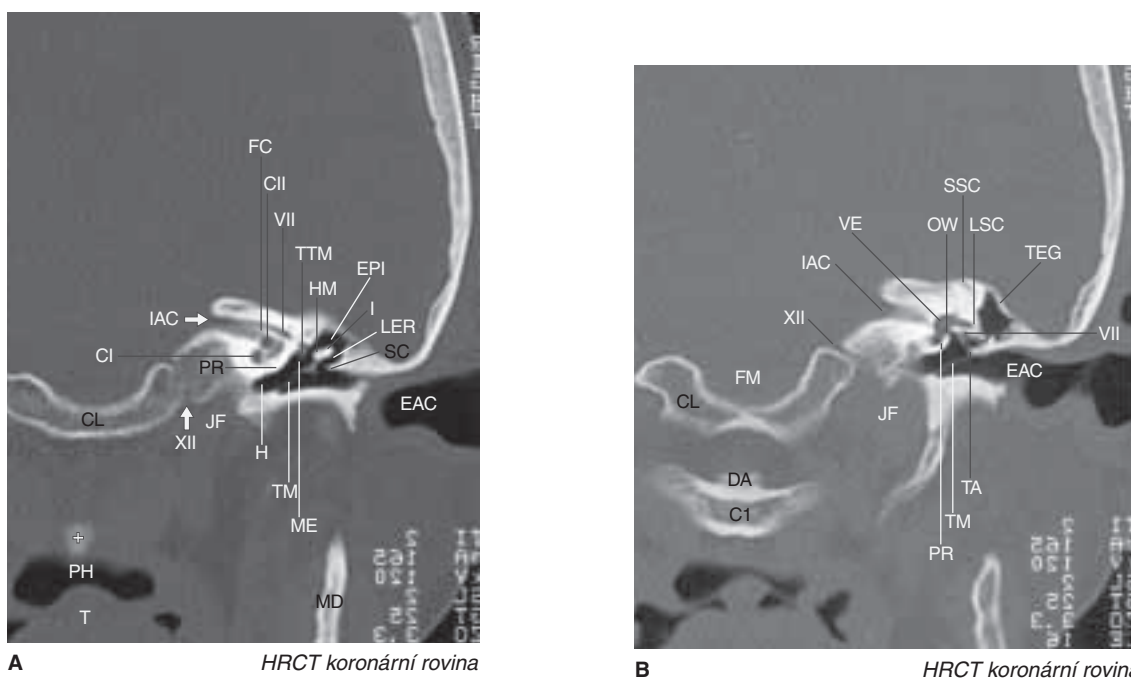 FC
CII
VII
TTM
HM
EPI
I
LER
SC
IAC
CI
PR
EAC
CL
XII
JF
H
TM
ME
+
PH
T
MD
A
HRCT koronární rovina
SSC
VE
OW
LSC
TEG
IAC
XII
VII
FM
EAC
CL
JF
DA
C1
TA
TM
PR
B
HRCT koronární rovina